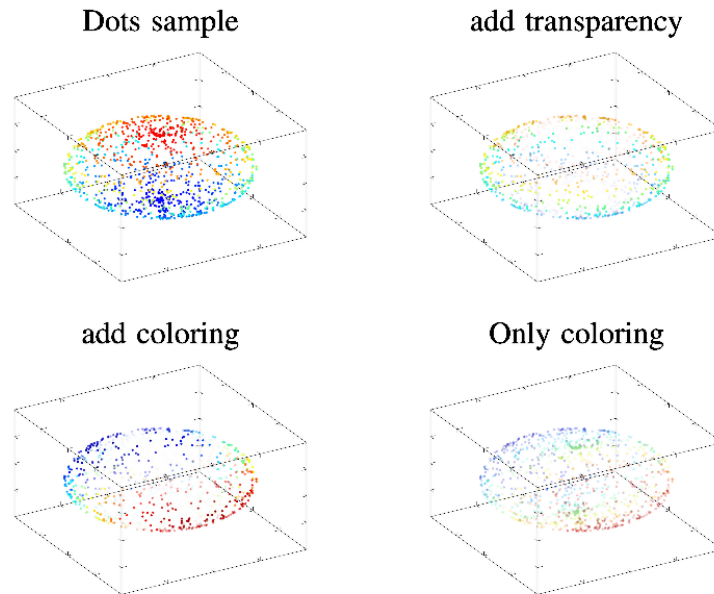 Dots sample
add transparency
add coloring
Only coloring